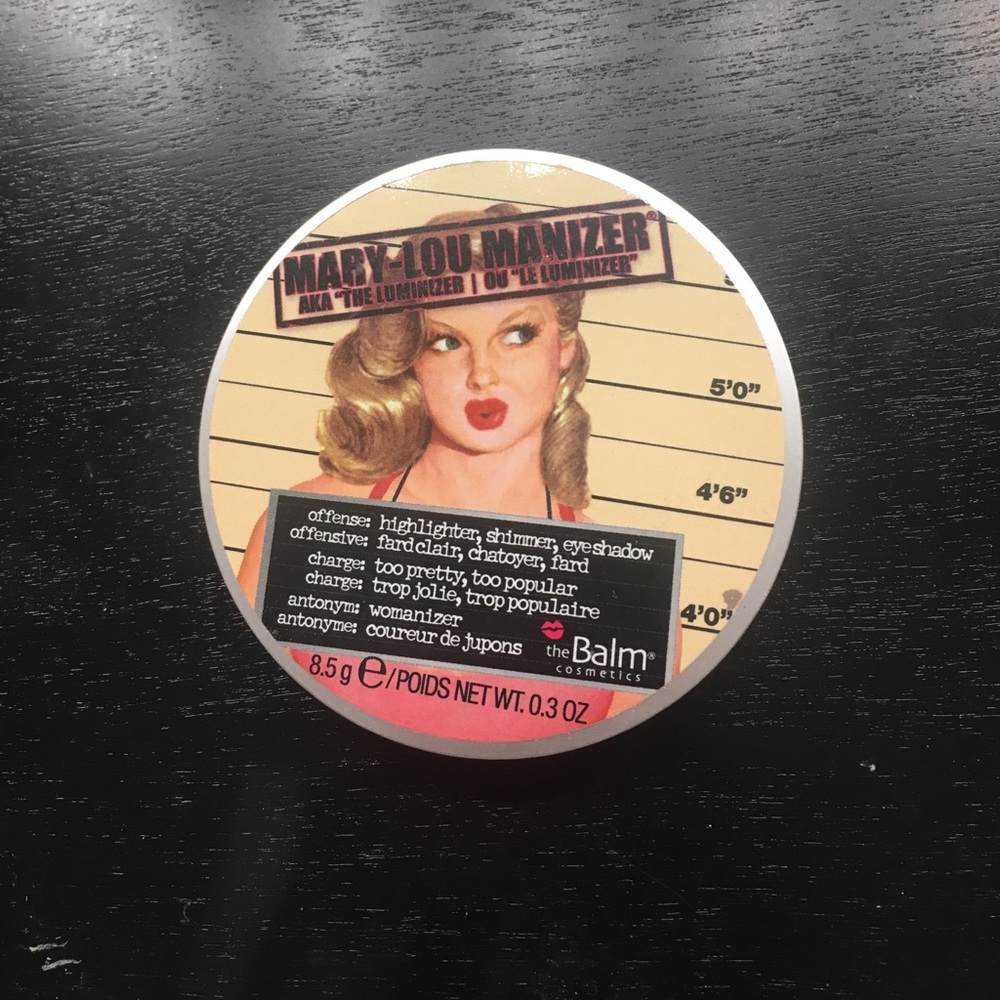 MARY-LOU MANIZER®
AKA "THE LUMINIZER | OU "LE LUMINIZER"
5'0"
4'6"
4'0"
offense: highlighter, shimmer, eyeshadow
offensive: fard clair, chatoyer, fard
charge: too pretty, too popular
charge: trop jolie, trop populaire
antonym: womanizer
antonyme: coureur de jupons
the Balm®
cosmetics
8.5 g e/POIDS NET WT. 0.3 OZ